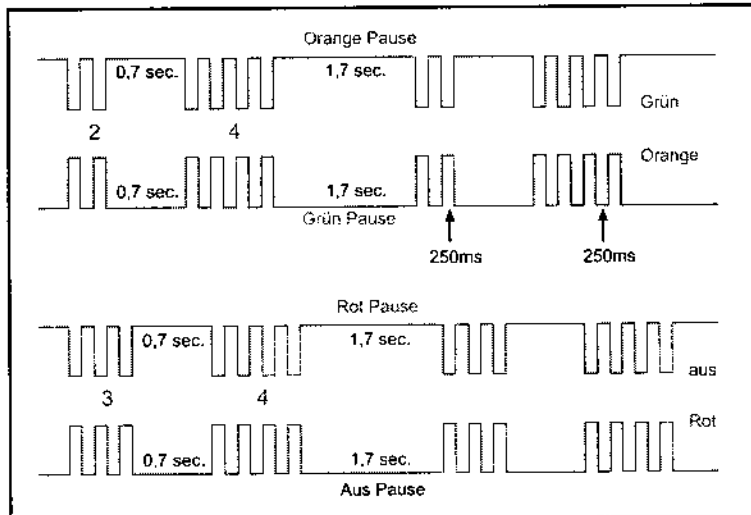 Orange Pause
0,7 sec. 1,7 sec.
Grün
2 4
Orange
0,7 sec. 1,7 sec.
Grün Pause
250ms 250ms
Rot Pause
0,7 sec. 1,7 sec.
aus
3 4
Rot
0,7 sec. 1,7 sec.
Aus Pause